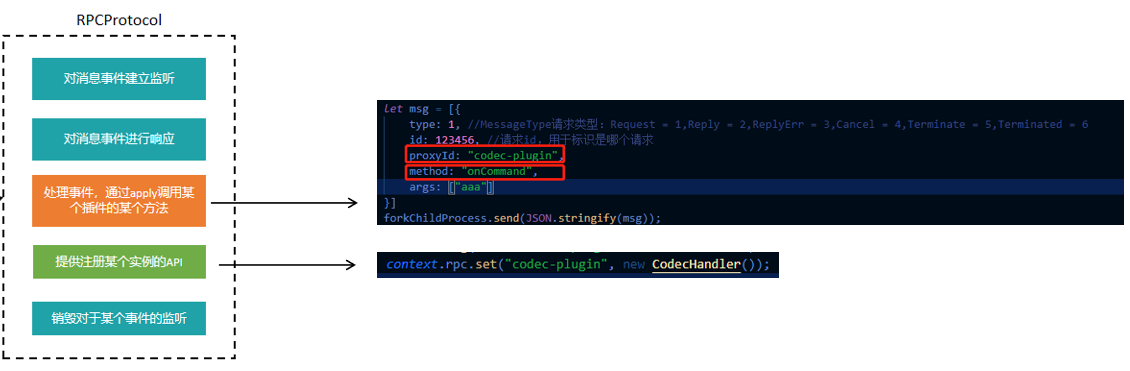 RPCProtocol
对消息事件建立监听
对消息事件进行响应
处理事件，通过apply调用某
个插件的某个方法
提供注册某个实例的API
销毁对于某个事件的监听
let msg = [{
type: 1, //MessageType请求类型：Request = 1,Reply = 2,ReplyErr = 3,Cancel = 4,Terminate = 5,Terminated = 6
id: 123456, //请求id，用于标识是哪个请求
proxyId: "codec-plugin",
method: "onCommand",
args: ["aaa"]
}]
forkChildProcess.send(JSON.stringify(msg));
context.rpc.set("codec-plugin", new CodecHandler());